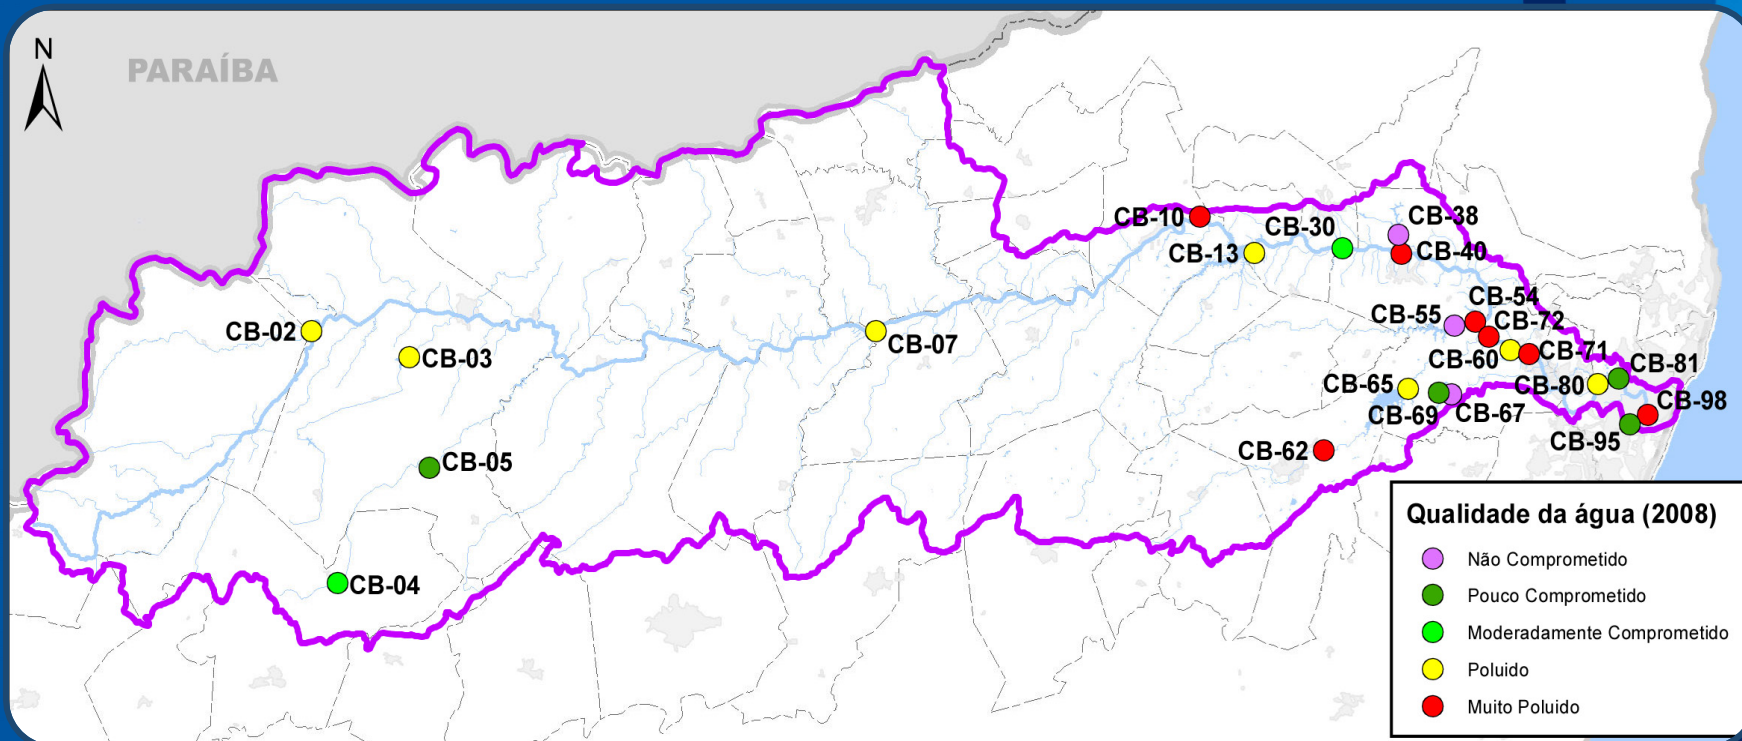 N
PARAÍBA
CB-10
CB-38
CB-30
CB-13
CB-40
CB-54
CB-55
CB-72
CB-02
CB-03
CB-07
CB-60
CB-71
CB-81
CB-65
CB-80
CB-98
CB-69
CB-67
CB-95
CB-62
CB-05
CB-04
Qualidade da água (2008)
Não Comprometido
Pouco Comprometido
Moderadamente Comprometido
Poluido
Muito Poluido